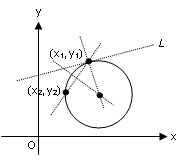 y
L
(x₁, y₁)
(x₂, y₂)
O
x